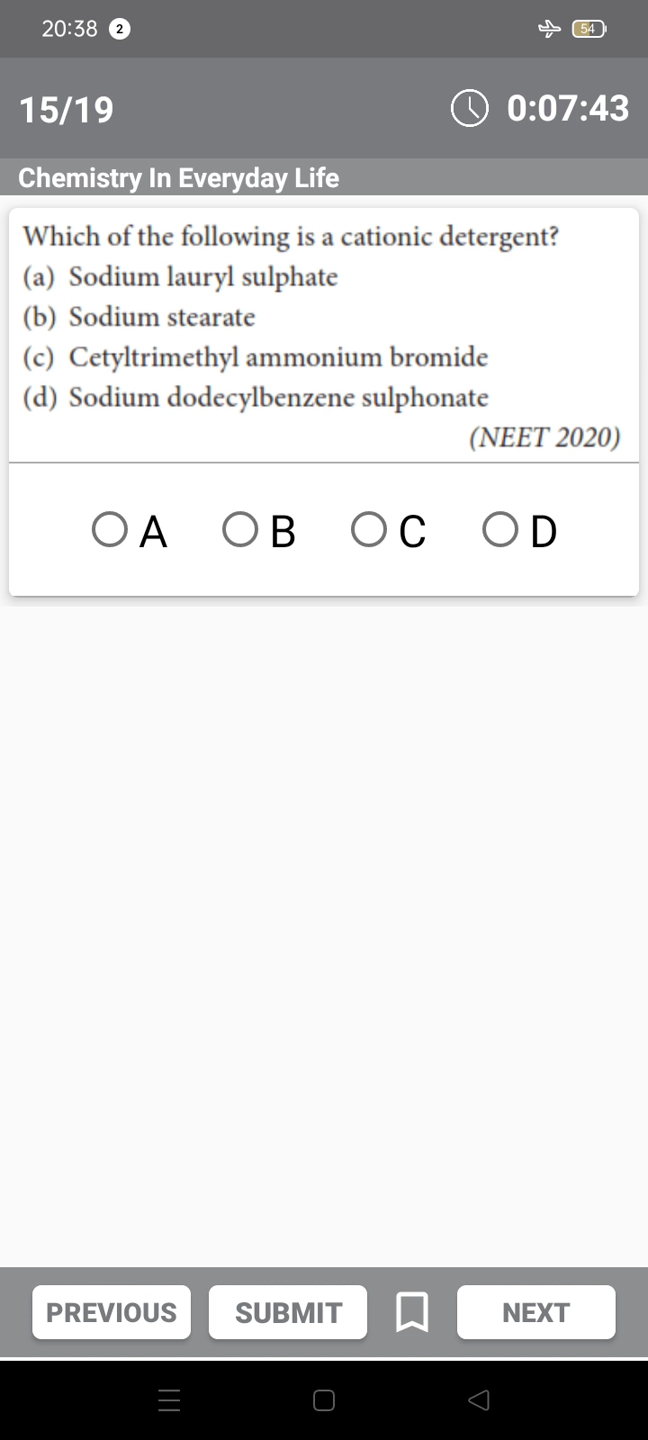 20:38 2 54
15/19 0:07:43
Chemistry In Everyday Life
Which of the following is a cationic detergent?
(a) Sodium lauryl sulphate
(b) Sodium stearate
(c) Cetyltrimethyl ammonium bromide
(d) Sodium dodecylbenzene sulphonate
(NEET 2020)
A B C D
PREVIOUS SUBMIT NEXT